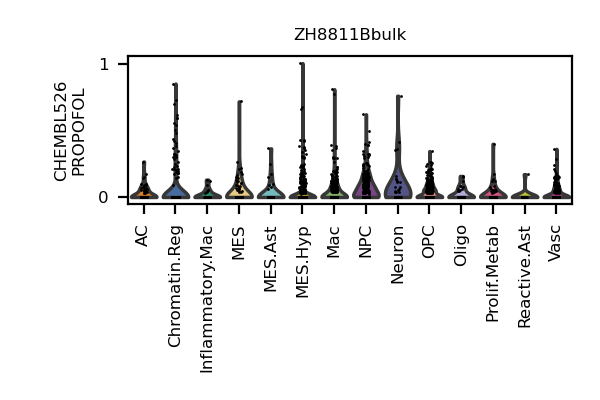 ZH8811Bbulk
CHEMBL526
PROPOFOL
1
0
AC
Chromatin.Reg
Inflammatory.Mac
MES
MES.Ast
MES.Hyp
Mac
NPC
Neuron
OPC
Oligo
Prolif.Metab
Reactive.Ast
Vasc